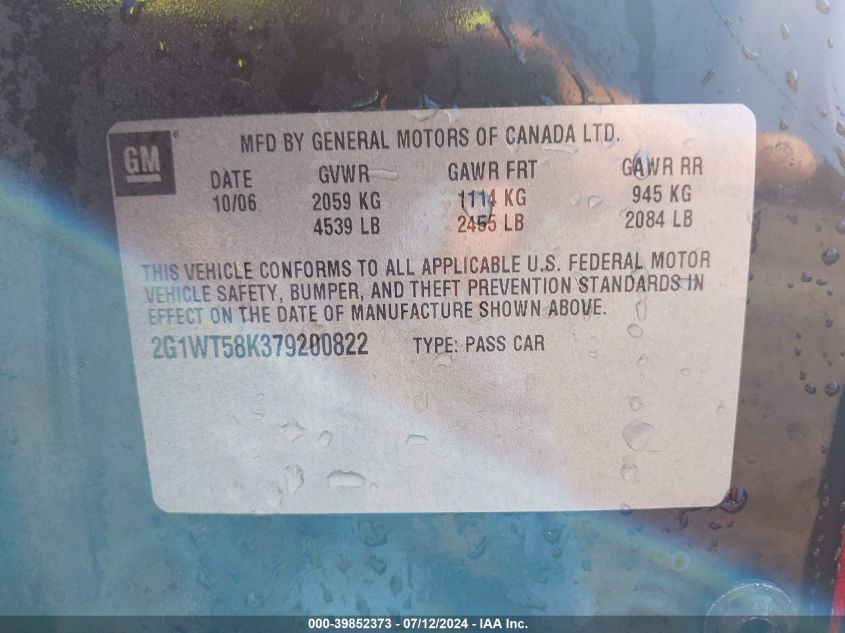 GM ®
MFD BY GENERAL MOTORS OF CANADA LTD.
DATE GVWR GAWR FRT GAWR RR
10/06 2059 KG 1114 KG 945 KG
4539 LB 2455 LB 2084 LB
THIS VEHICLE CONFORMS TO ALL APPLICABLE U.S. FEDERAL MOTOR
VEHICLE SAFETY, BUMPER, AND THEFT PREVENTION STANDARDS IN
EFFECT ON THE DATE OF MANUFACTURE SHOWN ABOVE.
2G1WT58K379200822 TYPE: PASS CAR
000-39852373 - 07/12/2024 - IAA Inc.